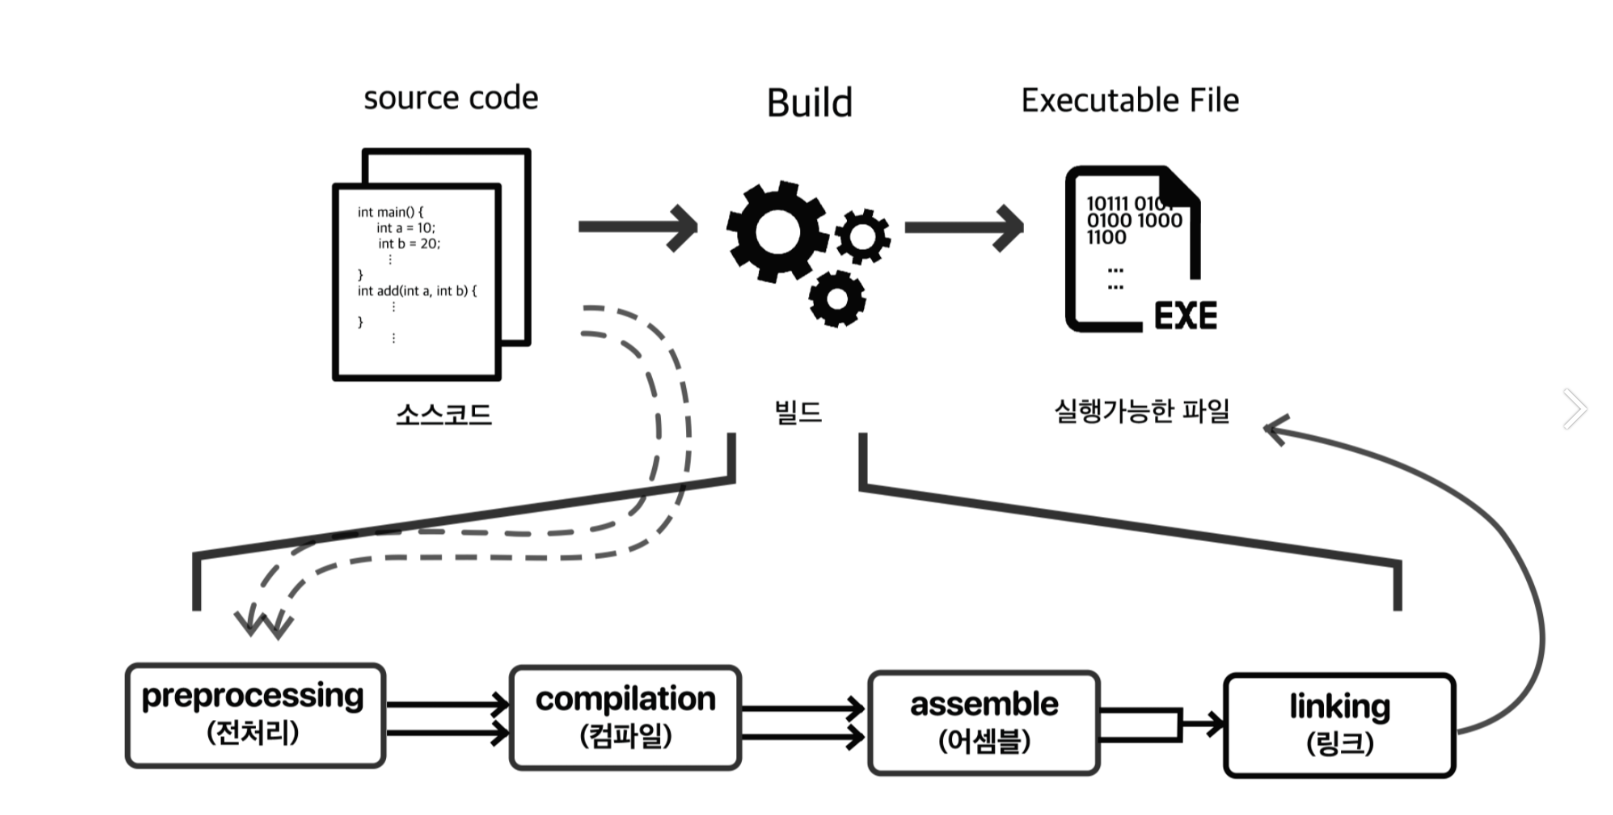 source code
Build
Executable File
int main() {
int a = 10;
int b = 20;
⋮
}
int add(int a, int b) {
⋮
}
⋮
10111 010
0100 1000
1100
...
...
EXE
소스코드
빌드
실행가능한 파일
preprocessing
(전처리)
compilation
(컴파일)
assemble
(어셈블)
linking
(링크)